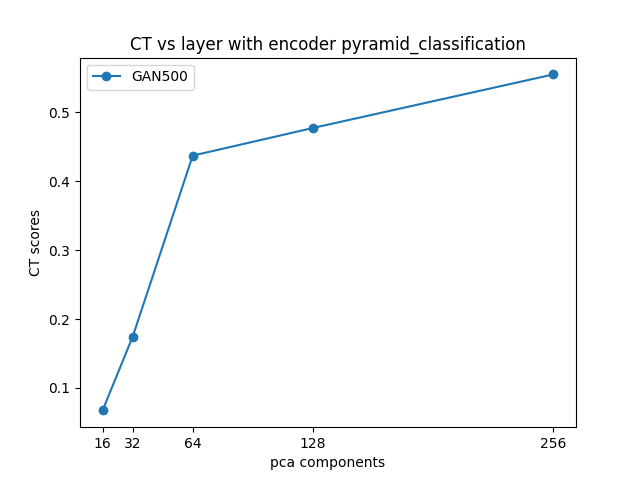 CT vs layer with encoder pyramid_classification
GAN500
0.5
0.4
0.3
0.2
0.1
CT scores
16 32 64 128 256
pca components